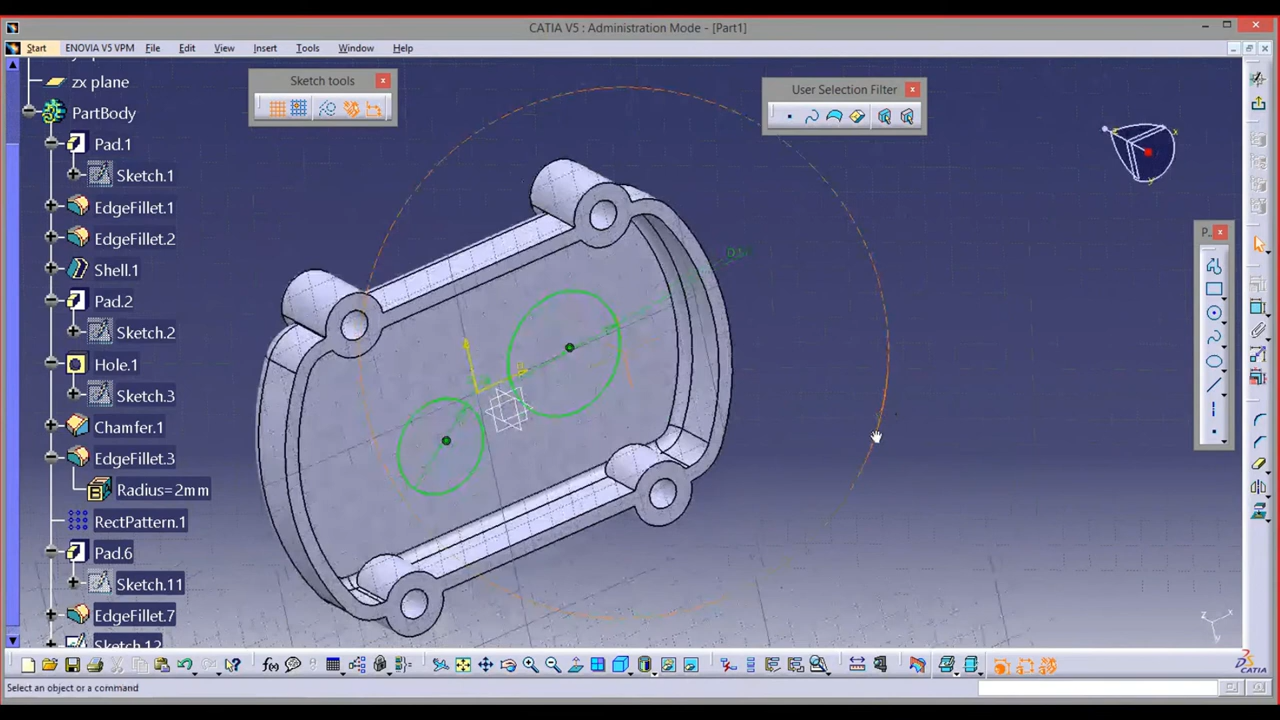 CATIA V5 : Administration Mode - [Part1]
Start ENOVIA V5 VPM File Edit View Insert Tools Window Help
Sketch tools
User Selection Filter
zx plane
PartBody
Pad.1
Sketch.1
EdgeFillet.1
EdgeFillet.2
Shell.1
Pad.2
Sketch.2
Hole.1
Sketch.3
Chamfer.1
EdgeFillet.3
Radius=2mm
RectPattern.1
Pad.6
Sketch.11
EdgeFillet.7
Sketch.12
P..
x
y
z
x
f(x)
CATIA
Select an object or a command